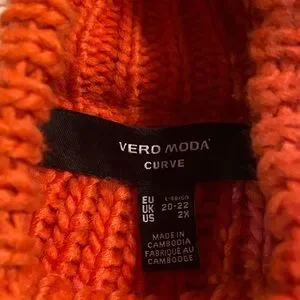 VERO MODA
CURVE
EU
UK 20-22
US 2X
MADE IN
CAMBODIA
FABRIQUÉ AU
CAMBODGE